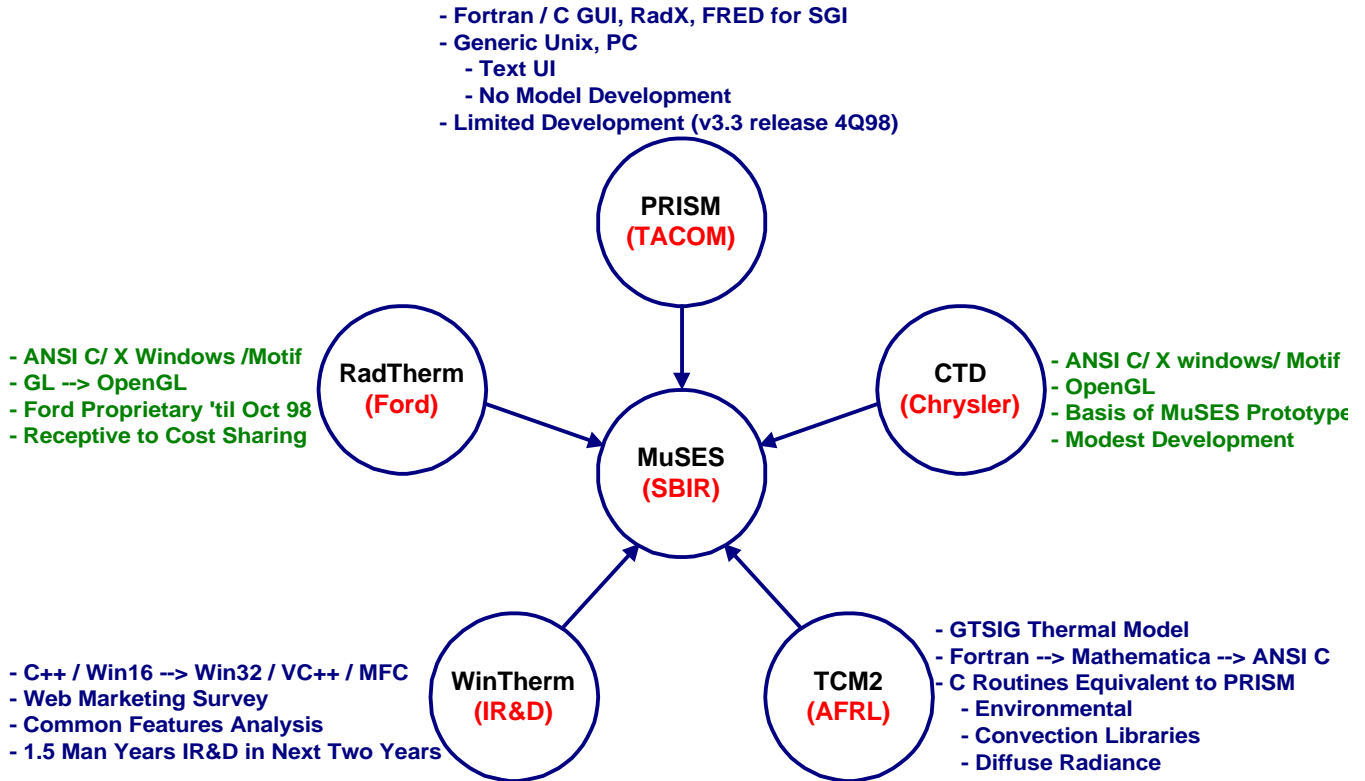 - Fortran / C GUI, RadX, FRED for SGI
- Generic Unix, PC
- Text UI
- No Model Development
- Limited Development (v3.3 release 4Q98)
PRISM
(TACOM)
- ANSI C/ X Windows /Motif
- GL --> OpenGL
- Ford Proprietary 'til Oct 98
- Receptive to Cost Sharing
RadTherm
(Ford)
CTD
(Chrysler)
- ANSI C/ X windows/ Motif
- OpenGL
- Basis of MuSES Prototype
- Modest Development
MuSES
(SBIR)
- C++ / Win16 --> Win32 / VC++ / MFC
- Web Marketing Survey
- Common Features Analysis
- 1.5 Man Years IR&D in Next Two Years
WinTherm
(IR&D)
TCM2
(AFRL)
- GTSIG Thermal Model
- Fortran --> Mathematica --> ANSI C
- C Routines Equivalent to PRISM
- Environmental
- Convection Libraries
- Diffuse Radiance